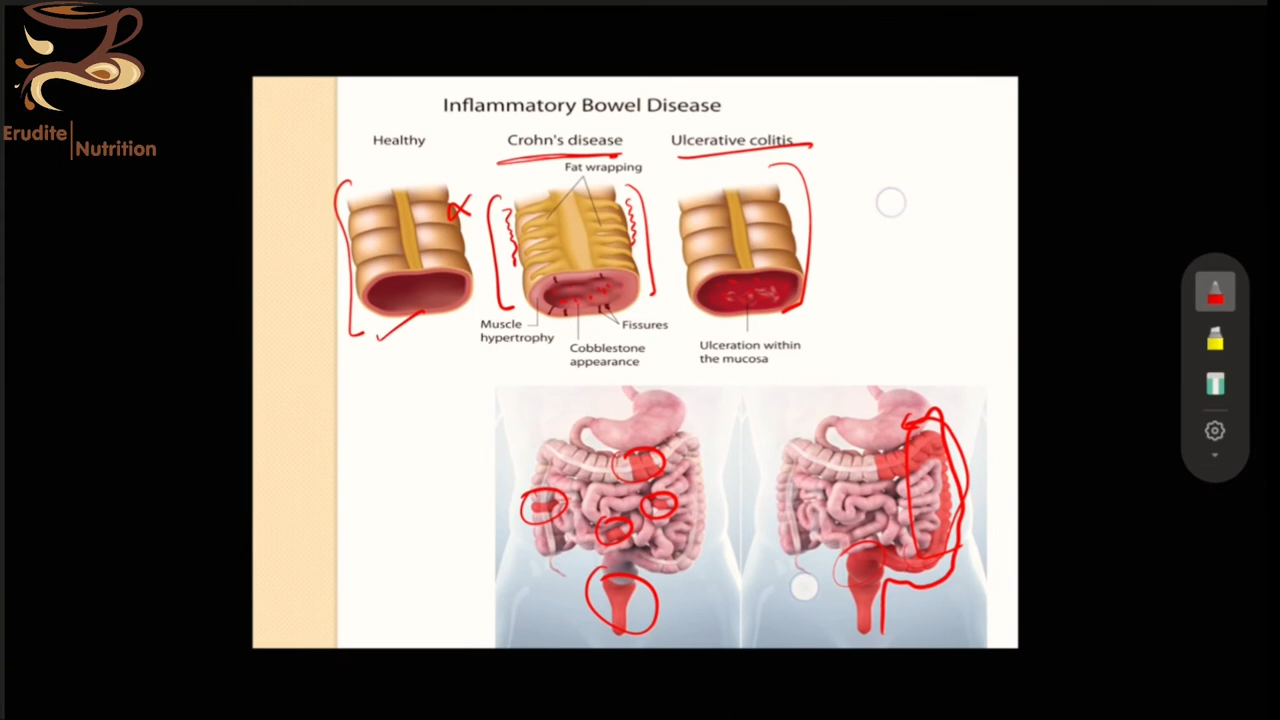 Erudite
Nutrition
Inflammatory Bowel Disease
Healthy
Crohn's disease
Ulcerative colitis
Fat wrapping
Muscle
hypertrophy
Cobblestone
appearance
Fissures
Ulceration within
the mucosa